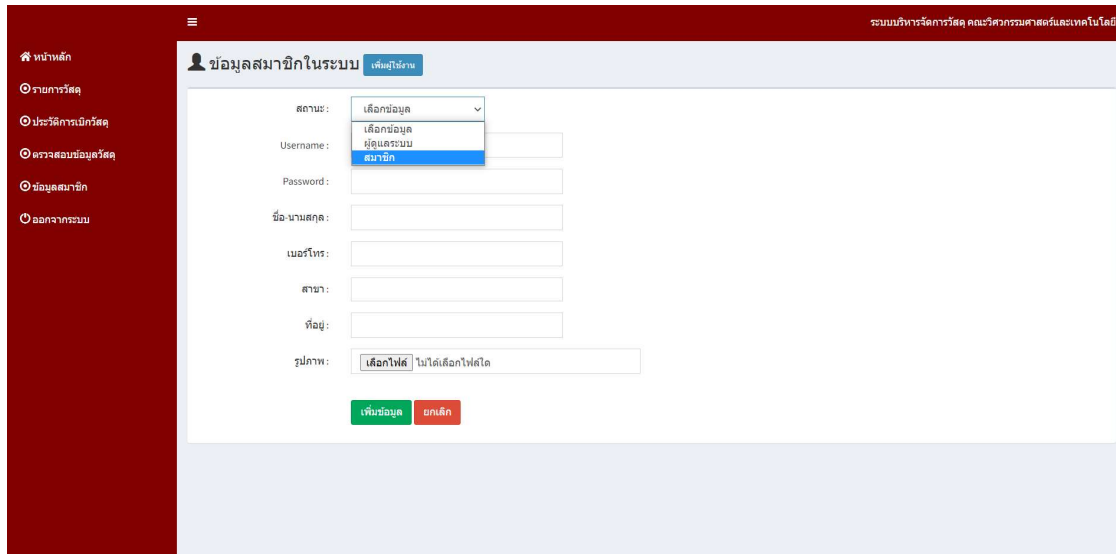 ระบบบริหารจัดการวัสดุ คณะวิศวกรรมศาสตร์และเทคโนโลยี
หน้าหลัก
รายการวัสดุ
ประวัติการเบิกวัสดุ
ตรวจสอบข้อมูลวัสดุ
ข้อมูลสมาชิก
ออกจากระบบ
ข้อมูลสมาชิกในระบบ เพิ่มผู้ใช้งาน
สถานะ : เลือกข้อมูล
เลือกข้อมูล
ผู้ดูแลระบบ
สมาชิก
Username :
Password :
ชื่อ-นามสกุล :
เบอร์โทร :
สาขา :
ที่อยู่ :
รูปภาพ : เลือกไฟล์ ไม่ได้เลือกไฟล์ใด
เพิ่มข้อมูล ยกเลิก